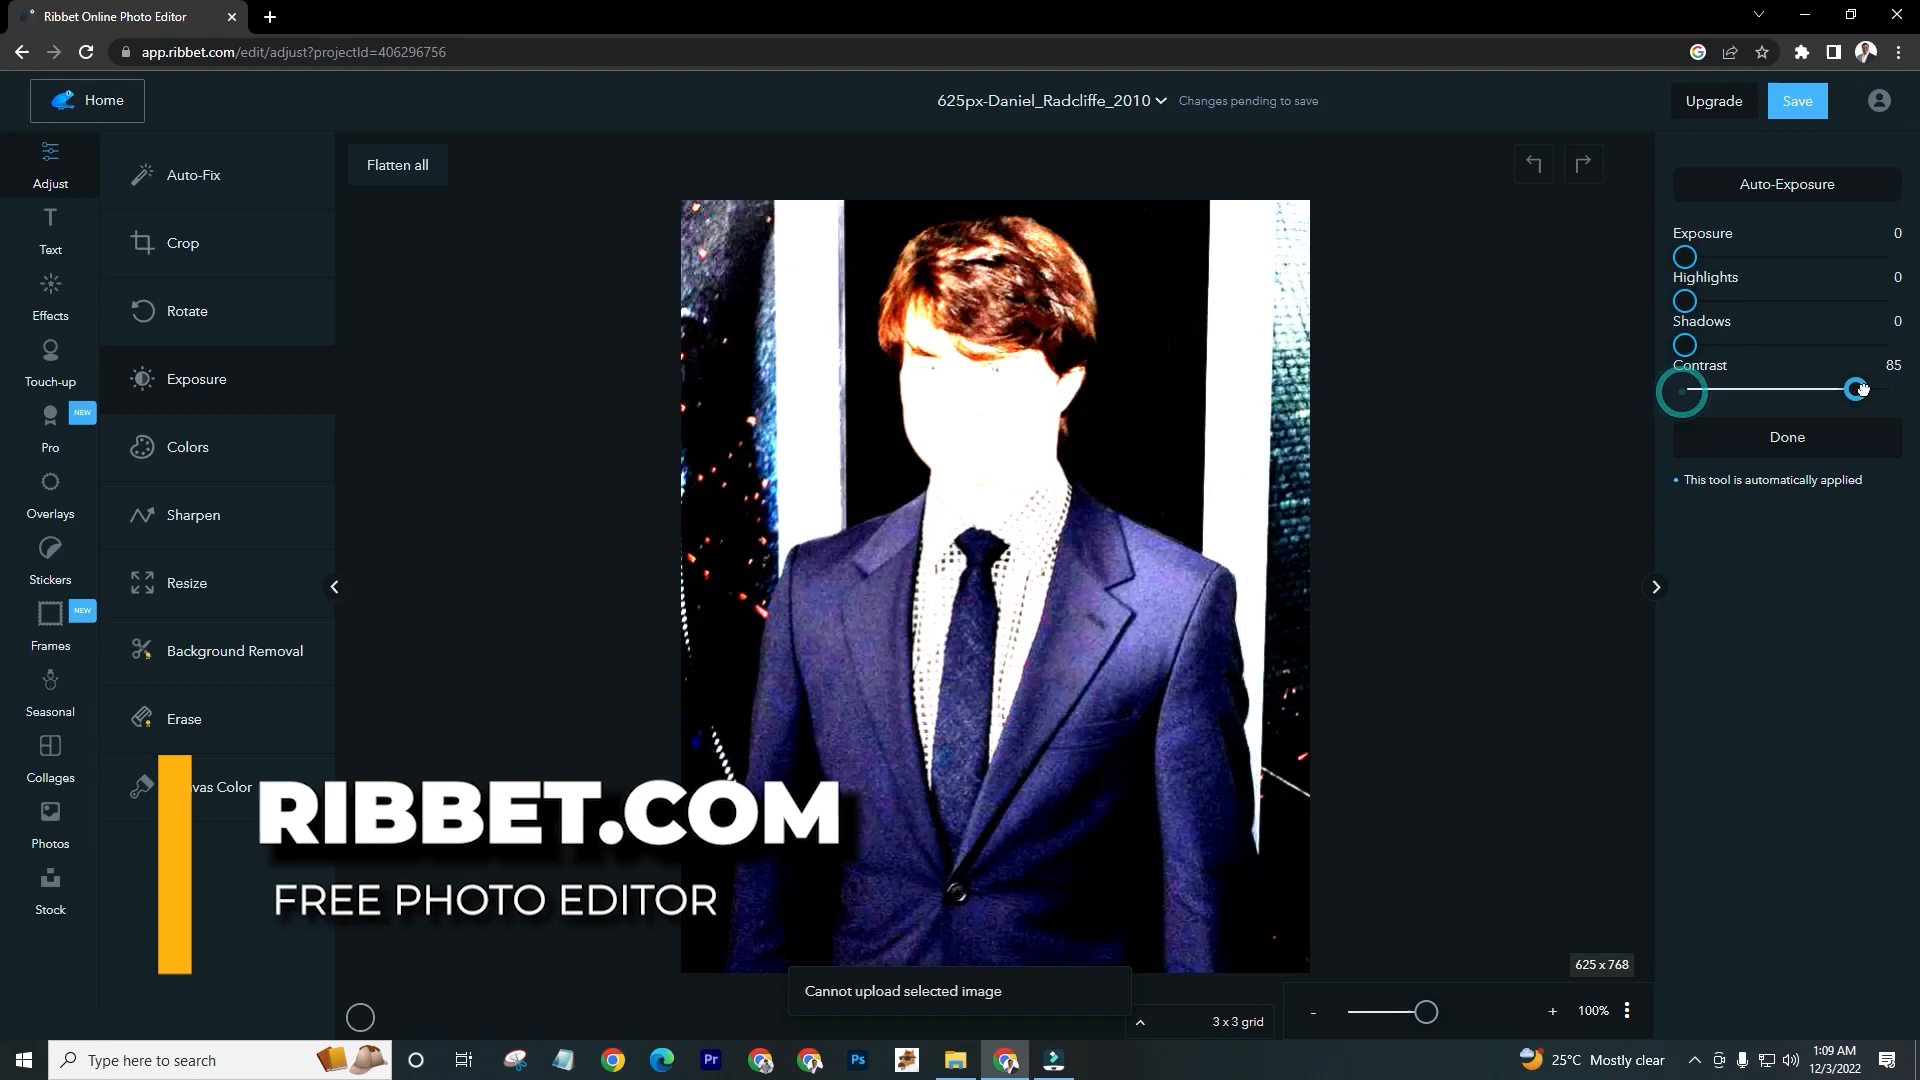 Ribbet Online Photo Editor
app.ribbet.com/edit/adjust?projectId=406296756
Home
625px-Daniel_Radcliffe_2010
Changes pending to save
Upgrade
Save
Adjust
Text
Effects
Touch-up
NEW
Pro
Overlays
Stickers
NEW
Frames
Seasonal
Collages
Photos
Stock
Auto-Fix
Crop
Rotate
Exposure
Colors
Sharpen
Resize
Background Removal
Erase
vas Color
Flatten all
Auto-Exposure
Exposure 0
Highlights 0
Shadows 0
Contrast 85
Done
This tool is automatically applied
RIBBET.COM
FREE PHOTO EDITOR
625 x 768
Cannot upload selected image
3 x 3 grid
- + 100%
Type here to search
Pr
Ps
25°C Mostly clear
1:09 AM
12/3/2022